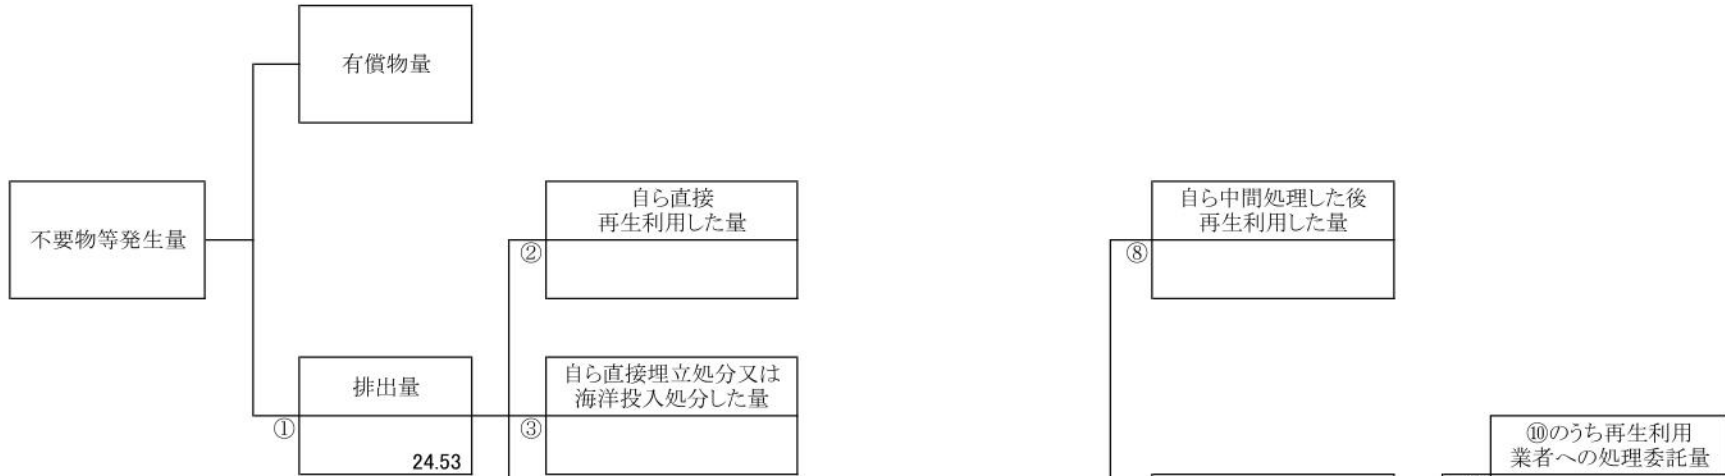 有償物量
不要物等発生量
自ら直接
再生利用した量
②
自ら中間処理した後
再生利用した量
⑧
排出量
①
24.53
自ら直接埋立処分又は
海洋投入処分した量
③
⑩のうち再生利用
業者への処理委託量